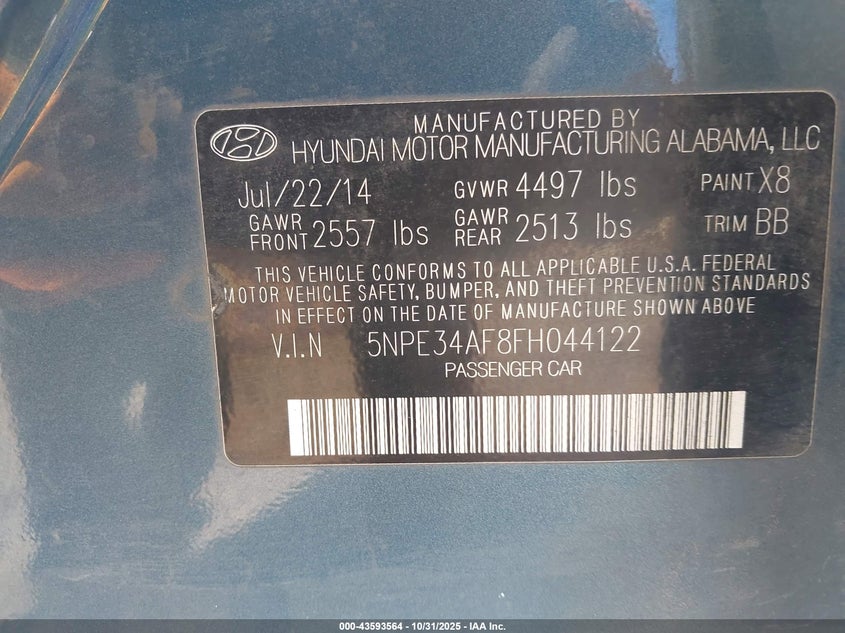 MANUFACTURED BY
HYUNDAI MOTOR MANUFACTURING ALABAMA, LLC
Jul/22/14 GVWR 4497 lbs PAINT X8
GAWR FRONT 2557 lbs GAWR REAR 2513 lbs TRIM BB
THIS VEHICLE CONFORMS TO ALL APPLICABLE U.S.A. FEDERAL
MOTOR VEHICLE SAFETY, BUMPER, AND THEFT PREVENTION STANDARDS
IN EFFECT ON THE DATE OF MANUFACTURE SHOWN ABOVE
V.I.N 5NPE34AF8FH044122
PASSENGER CAR
000-43593564 - 10/31/2025 - IAA Inc.